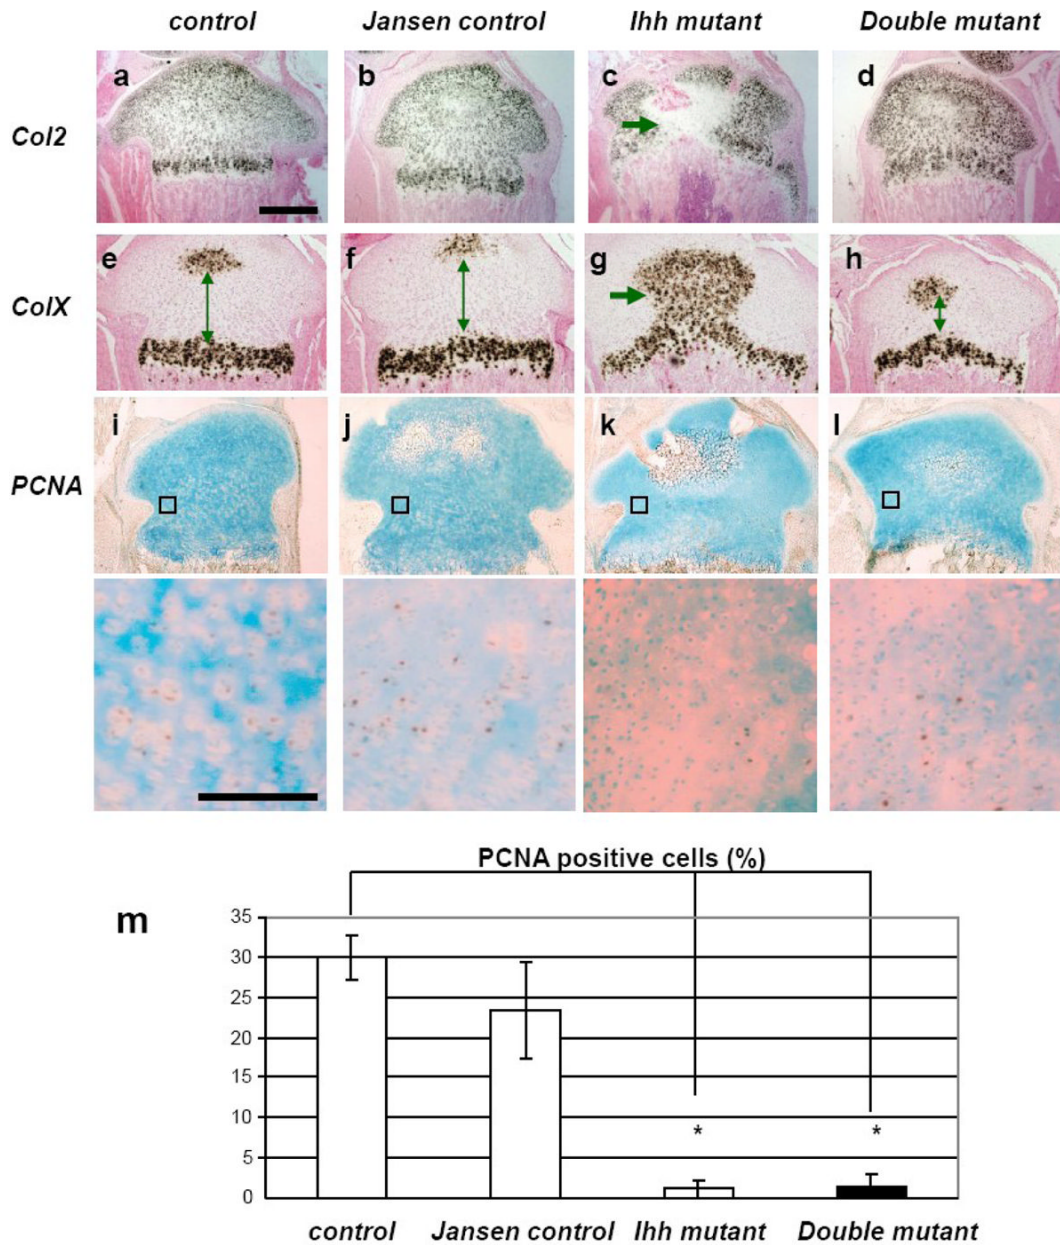 control Jansen control Ihh mutant Double mutant
Col2 a b c d
ColX e f g h
PCNA i j k l
PCNA positive cells (%)
m
35
30
25
20
15
10
5
0
* *
control Jansen control Ihh mutant Double mutant